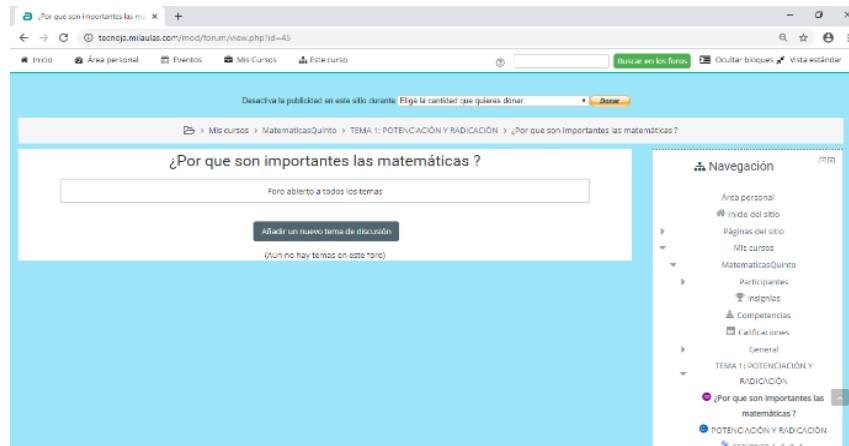 ¿Por que son importantes las ma
tecneja.milaulas.com/mod/forum/view.php?id=45
Inicio Área personal Eventos Mis Cursos Este curso Buscar en los foros Ocultar bloques Vista estándar
Desactiva la publicidad en este sitio durante Elige la cantidad que quieres donar: Donar
> Mis cursos > MatematicasQuinto > TEMA 1: POTENCIACIÓN Y RADICACIÓN > ¿Por que son importantes las matemáticas ?
¿Por que son importantes las matemáticas ?
Foro abierto a todos los temas
Añadir un nuevo tema de discusión
(Aún no hay temas en este foro)
Navegación
Área personal
Inicio del sitio
Páginas del sitio
Mis cursos
MatematicasQuinto
Participantes
Insignias
Competencias
Calificaciones
General
TEMA 1: POTENCIACIÓN Y
RADICACIÓN
¿Por que son importantes las
matemáticas ?
POTENCIACIÓN Y RADICACIÓN